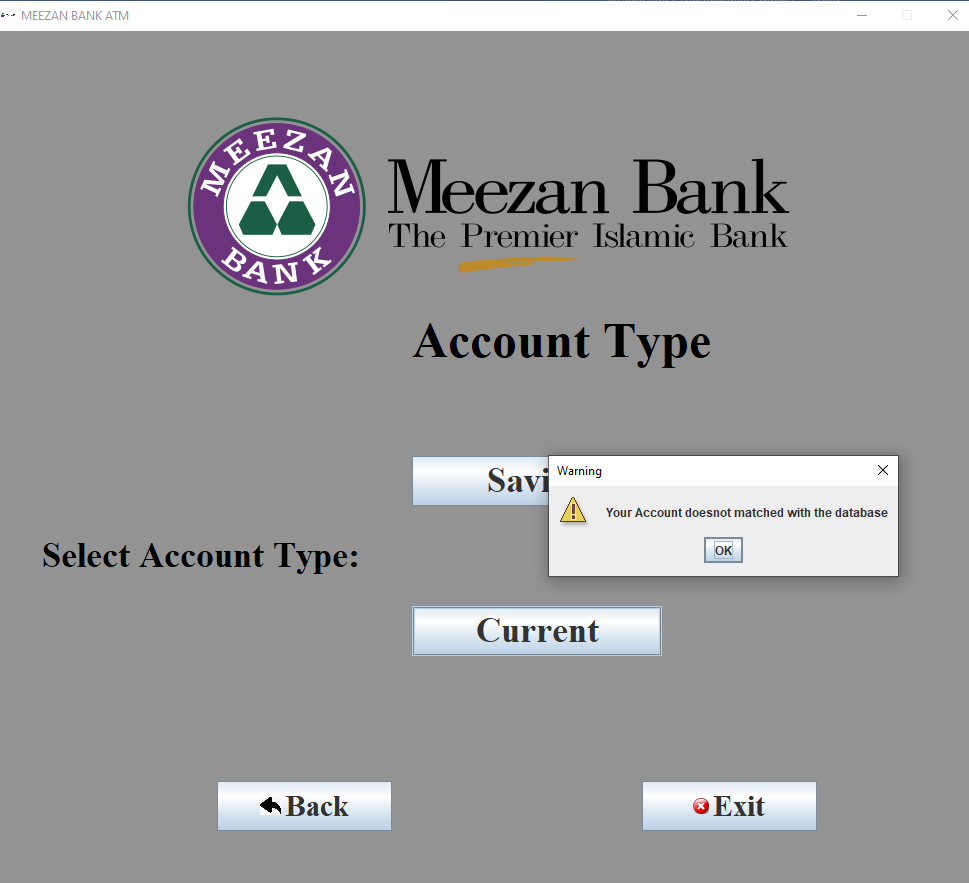 MEEZAN BANK ATM
MEEZAN
BANK
Meezan Bank
The Premier Islamic Bank
Account Type
Savi
Warning
Your Account doesnot matched with the database
OK
Select Account Type:
Current
Back
Exit